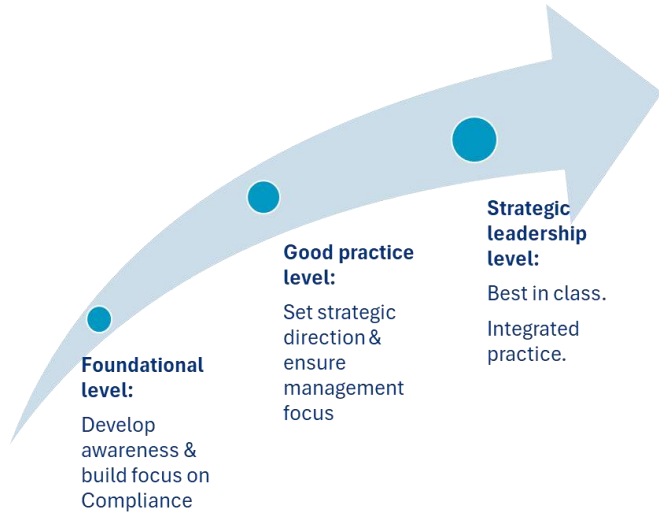 Foundational
level:
Develop
awareness &
build focus on
Compliance
Good practice
level:
Set strategic
direction &
ensure
management
focus
Strategic
leadership
level:
Best in class.
Integrated
practice.